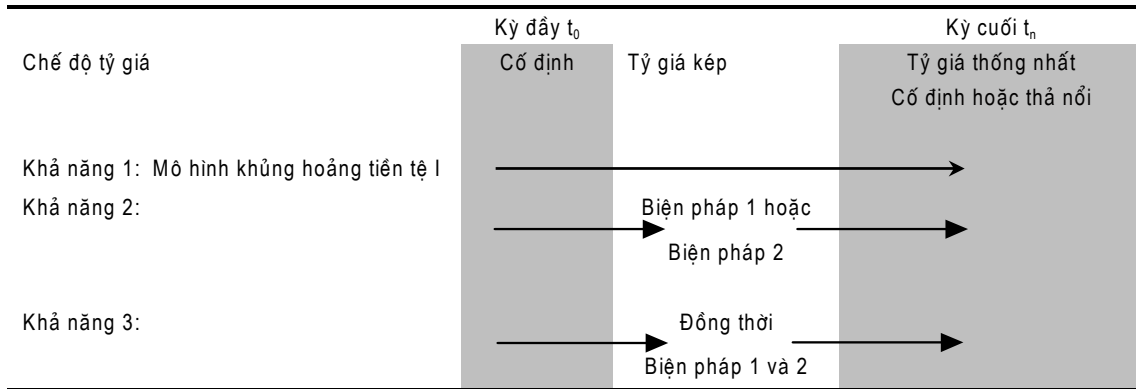 Kỳ đầy t0 Kỳ cuối tn
Chế độ tỷ giá Cố định Tỷ giá kép Tỷ giá thống nhất
Cố định hoặc thả nổi
Khả năng 1: Mô hình khủng hoảng tiền tệ I
Khả năng 2: Biện pháp 1 hoặc
Biện pháp 2
Khả năng 3: Đồng thời
Biện pháp 1 và 2